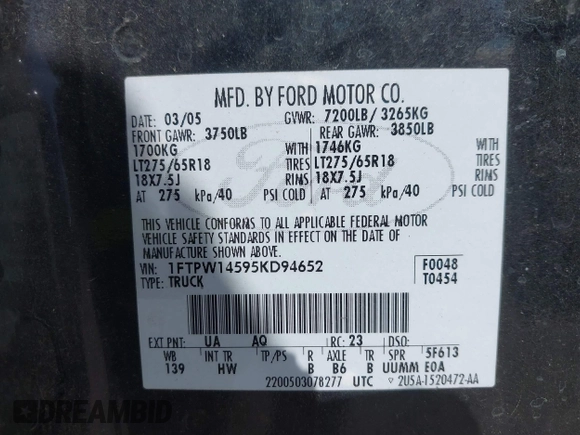 MFD. BY FORD MOTOR CO.
03/05 GVWR: 7200LB/ 3265KG
FRONT GAWR: 3750LB REAR GAWR: 3850LB
1700KG WITH 1746KG WITH
LT275/65R18 TIRES LT275/65R18 TIRES
18X7.5J RIMS 18X7.5J RIMS
AT 275 kPa/40 PSI COLD AT 275 kPa/40 PSI COLD
Ford
THIS VEHICLE CONFORMS TO ALL APPLICABLE FEDERAL MOTOR
VEHICLE SAFETY STANDARDS IN EFFECT ON THE DATE OF
MANUFACTURE SHOWN ABOVE.
VIN: 1FTPW14595KD94652 F0048
TYPE: TRUCK T0454
EXT PNT: UA AQ RC: 23 DSO:
WB INT TR TP/PS R AXLE TR SPR 5F613
139 HW B B6 B UUMM E0A
2200503078277 UTC 2U5A-1520472-AA
DREAMBID